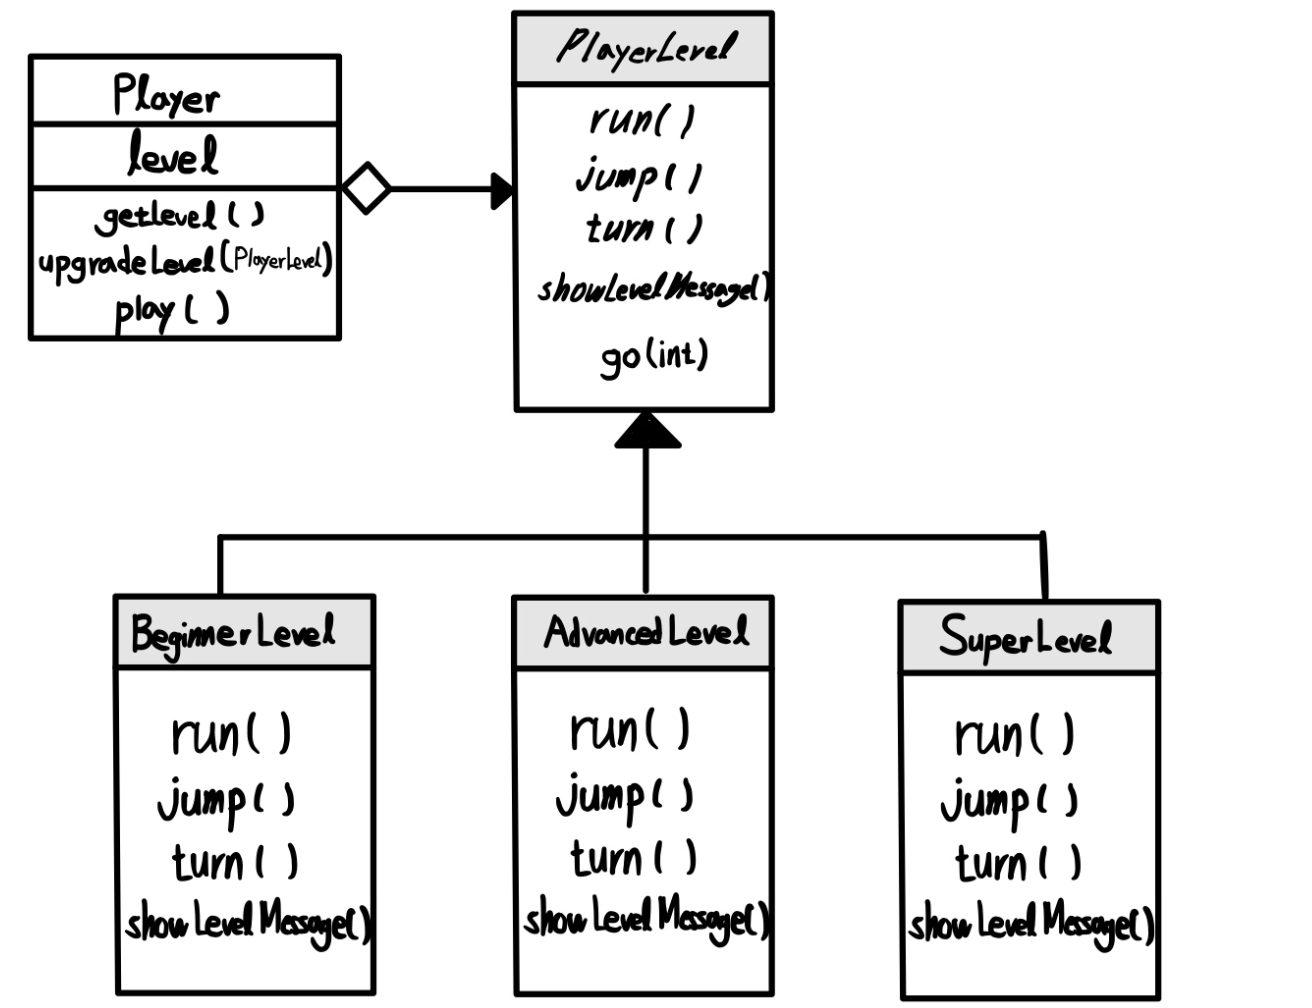 Player
level
getLevel( )
upgradeLevel(PlayerLevel)
play( )
PlayerLevel
run( )
jump( )
turn( )
showLevelMessage()
go(int)
BeginnerLevel
run( )
jump( )
turn( )
showLevelMessage()
AdvancedLevel
run( )
jump( )
turn( )
showLevelMessage()
SuperLevel
run( )
jump( )
turn( )
showLevelMessage()